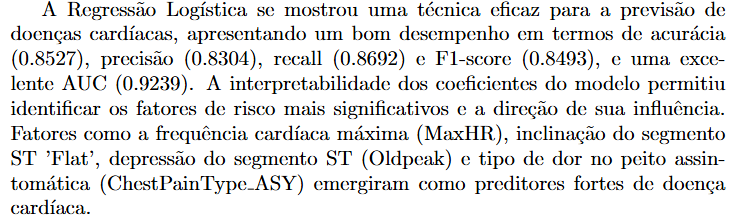 A Regressão Logística se mostrou uma técnica eficaz para a previsão de
doenças cardíacas, apresentando um bom desempenho em termos de acurácia
(0.8527), precisão (0.8304), recall (0.8692) e F1-score (0.8493), e uma exce-
lente AUC (0.9239). A interpretabilidade dos coeficientes do modelo permitiu
identificar os fatores de risco mais significativos e a direção de sua influência.
Fatores como a frequência cardíaca máxima (MaxHR), inclinação do segmento
ST 'Flat', depressão do segmento ST (Oldpeak) e tipo de dor no peito assin-
tomática (ChestPainType_ASY) emergiram como preditores fortes de doença
cardíaca.